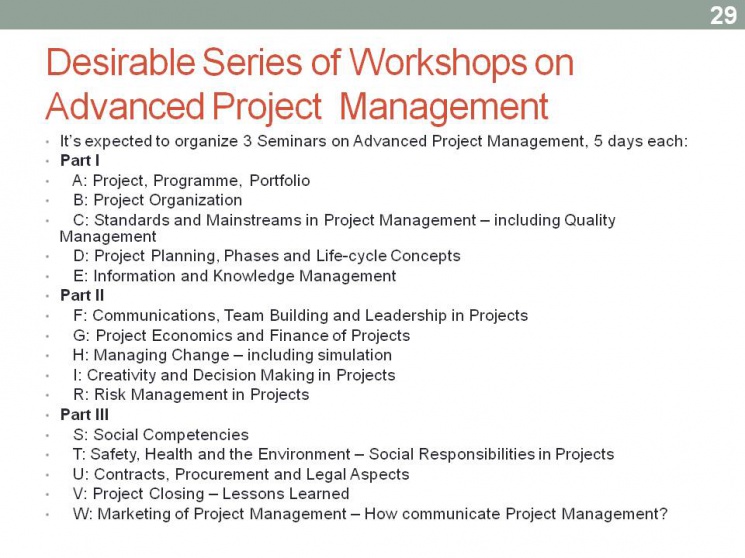 29
Desirable Series of Workshops on
Advanced Project Management
• It's expected to organize 3 Seminars on Advanced Project Management, 5 days each:
• Part I
• A: Project, Programme, Portfolio
• B: Project Organization
• C: Standards and Mainstreams in Project Management – including Quality
Management
• D: Project Planning, Phases and Life-cycle Concepts
• E: Information and Knowledge Management
• Part II
• F: Communications, Team Building and Leadership in Projects
• G: Project Economics and Finance of Projects
• H: Managing Change – including simulation
• I: Creativity and Decision Making in Projects
• R: Risk Management in Projects
• Part III
• S: Social Competencies
• T: Safety, Health and the Environment – Social Responsibilities in Projects
• U: Contracts, Procurement and Legal Aspects
• V: Project Closing – Lessons Learned
• W: Marketing of Project Management – How communicate Project Management?